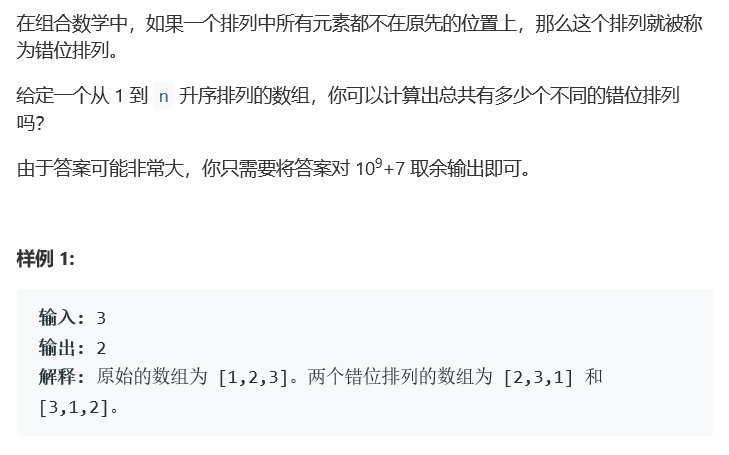 在组合数学中，如果一个排列中所有元素都不在原先的位置上，那么这个排列就被称
为错位排列。
给定一个从 1 到 n 升序排列的数组，你可以计算出总共有多少个不同的错位排列
吗？
由于答案可能非常大，你只需要将答案对 10⁹+7 取余输出即可。
样例 1:
输入: 3
输出: 2
解释: 原始的数组为 [1,2,3]。两个错位排列的数组为 [2,3,1] 和
[3,1,2]。